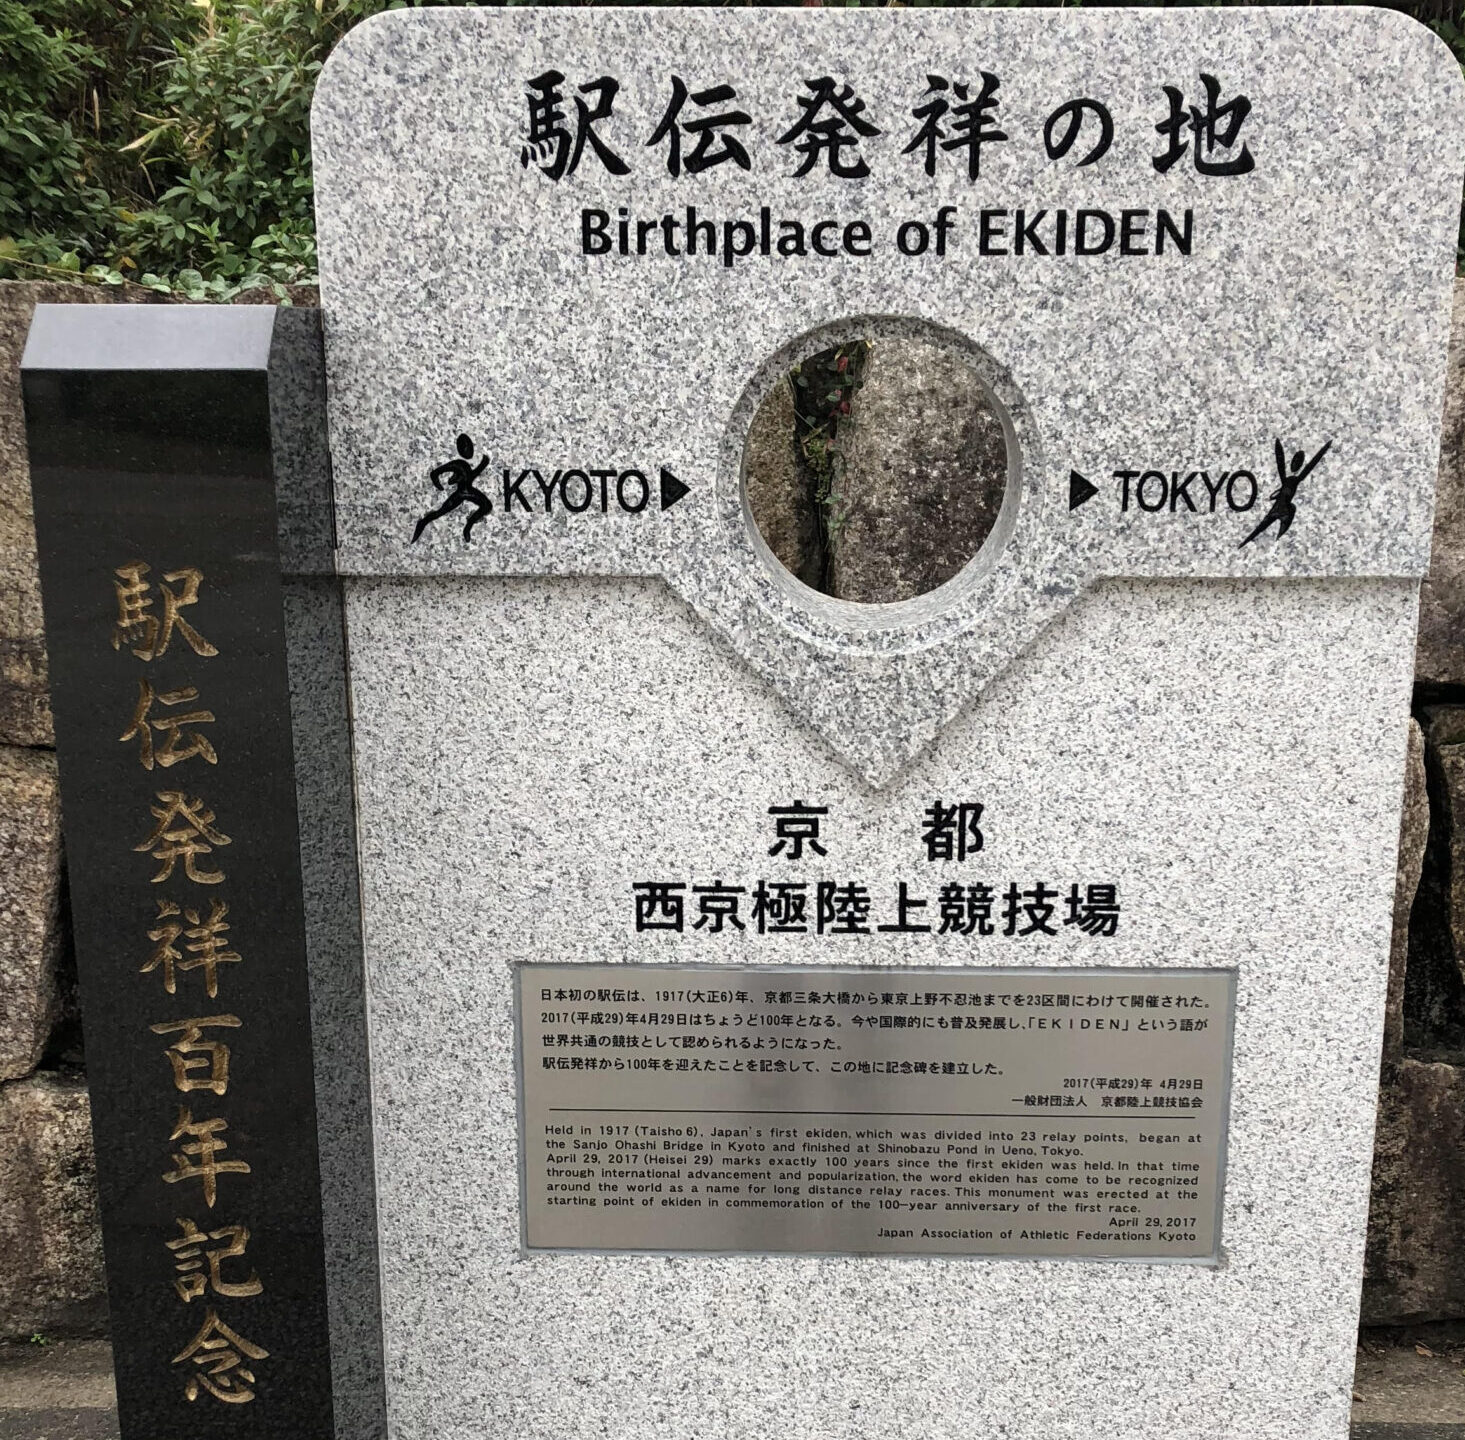 駅伝発祥の地
Birthplace of EKIDEN
KYOTO
TOKYO
京都
西京極陸上競技場
日本初の駅伝は、1917(大正6)年、京都三条大橋から東京上野不忍池までを23区間にわけて開催された。
2017(平成29)年4月29日はちょうど100年となる。今や国際的にも普及発展し、「EKIDEN」という語が
世界共通の競技として認められるようになった。
駅伝発祥から100年を迎えたことを記念して、この地に記念碑を建立した。
2017(平成29)年 4月29日
一般財団法人 京都陸上競技協会
Held in 1917 (Taisho 6), Japan's first ekiden, which was divided into 23 relay points, began at
the Sanjo Ohashi Bridge in Kyoto and finished at Shinobazu Pond in Ueno, Tokyo.
April 29, 2017 (Heisei 29) marks exactly 100 years since the first ekiden was held. In that time
through international advancement and popularization, the word ekiden has come to be recognized
around the world as a name for long distance relay races. This monument was erected at the
starting point of ekiden in commemoration of the 100-year anniversary of the first race.
April 29, 2017
Japan Association of Athletic Federations Kyoto
駅伝発祥百年記念